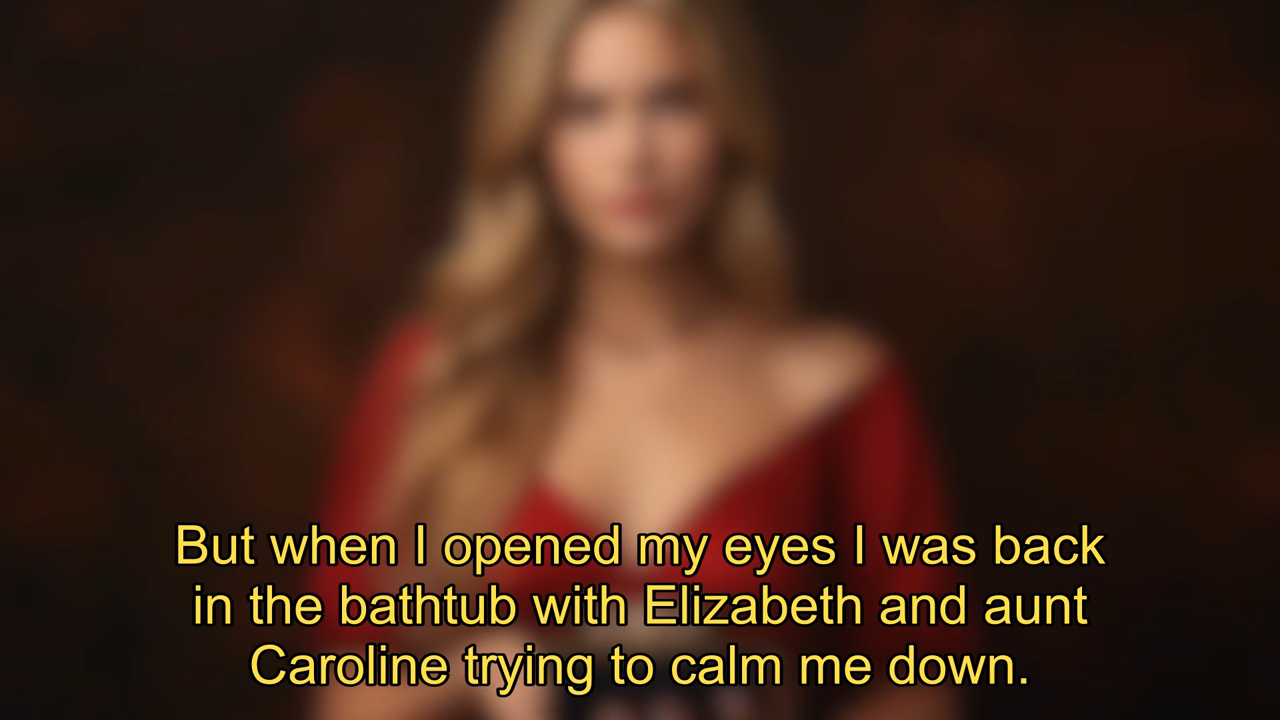 But when I opened my eyes I was back
in the bathtub with Elizabeth and aunt
Caroline trying to calm me down.